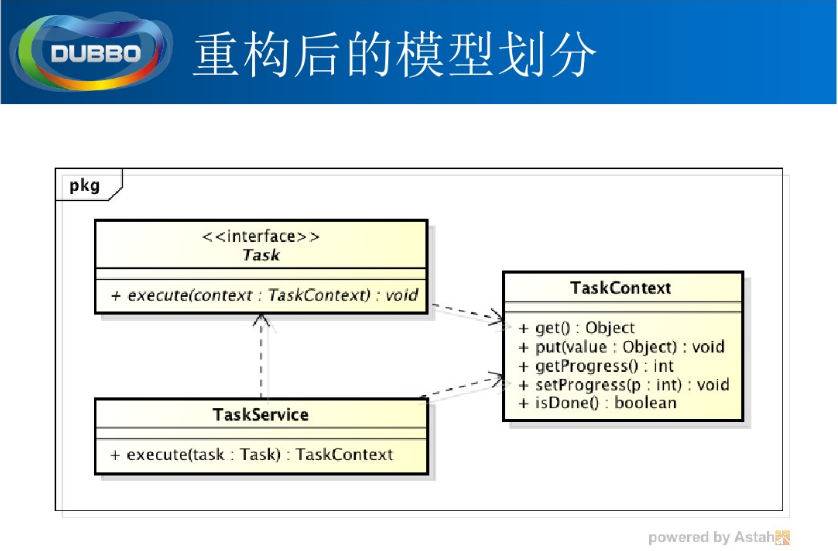 DUBBO
重构后的模型划分
pkg
<<interface>>
Task
+ execute(context : TaskContext) : void
TaskContext
+ get() : Object
+ put(value : Object) : void
+ getProgress() : int
+ setProgress(p : int) : void
+ isDone() : boolean
TaskService
+ execute(task : Task) : TaskContext
powered by Astah